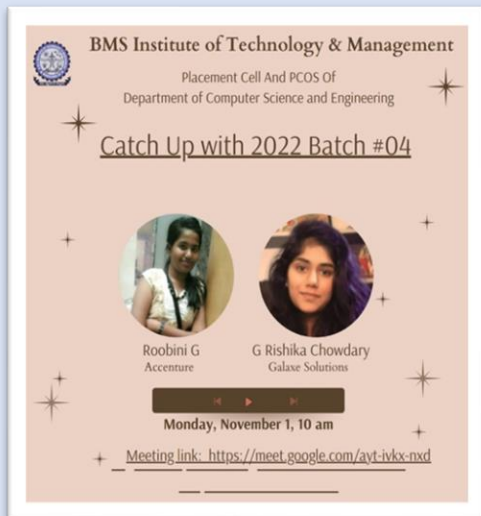 BMS Institute of Technology & Management
Placement Cell And PCOS Of
Department of Computer Science and Engineering
Catch Up with 2022 Batch #04
Roobini G
Accenture
G Rishika Chowdary
Galaxe Solutions
Monday, November 1, 10 am
Meeting link: https://meet.google.com/ayt-ivkx-nxd